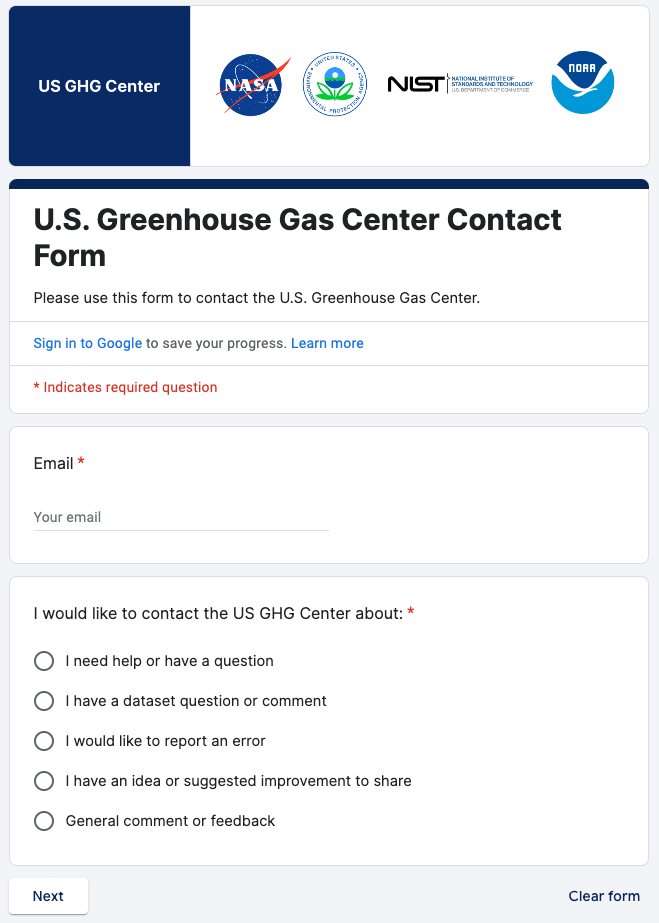 US GHG Center
NASA
UNITED STATES
ENVIRONMENTAL PROTECTION AGENCY
NIST
NATIONAL INSTITUTE OF
STANDARDS AND TECHNOLOGY
U.S. DEPARTMENT OF COMMERCE
NOAA
U.S. Greenhouse Gas Center Contact
Form
Please use this form to contact the U.S. Greenhouse Gas Center.
Sign in to Google to save your progress. Learn more
* Indicates required question
Email *
Your email
I would like to contact the US GHG Center about: *
I need help or have a question
I have a dataset question or comment
I would like to report an error
I have an idea or suggested improvement to share
General comment or feedback
Next
Clear form